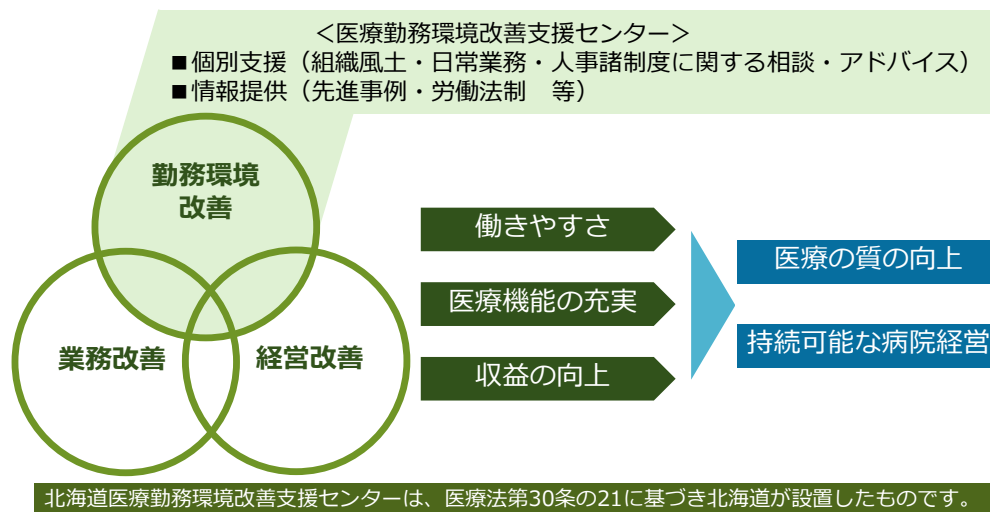 ＜医療勤務環境改善支援センター＞
■個別支援（組織風土・日常業務・人事諸制度に関する相談・アドバイス）
■情報提供（先進事例・労働法制　等）
勤務環境
改善
業務改善
経営改善
働きやすさ
医療機能の充実
収益の向上
医療の質の向上
持続可能な病院経営
北海道医療勤務環境改善支援センターは、医療法第30条の21に基づき北海道が設置したものです。